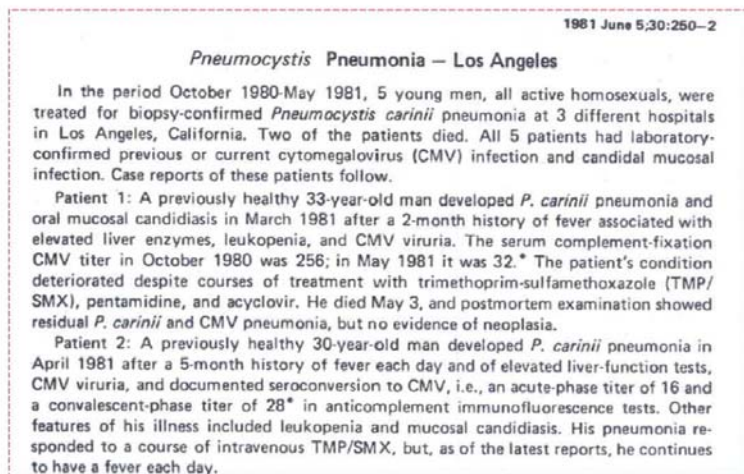 1981 June 5;30:250–2
Pneumocystis Pneumonia – Los Angeles
In the period October 1980-May 1981, 5 young men, all active homosexuals, were
treated for biopsy-confirmed Pneumocystis carinii pneumonia at 3 different hospitals
in Los Angeles, California. Two of the patients died. All 5 patients had laboratory-
confirmed previous or current cytomegalovirus (CMV) infection and candidal mucosal
infection. Case reports of these patients follow.
Patient 1: A previously healthy 33-year-old man developed P. carinii pneumonia and
oral mucosal candidiasis in March 1981 after a 2-month history of fever associated with
elevated liver enzymes, leukopenia, and CMV viruria. The serum complement-fixation
CMV titer in October 1980 was 256; in May 1981 it was 32.* The patient's condition
deteriorated despite courses of treatment with trimethoprim-sulfamethoxazole (TMP/
SMX), pentamidine, and acyclovir. He died May 3, and postmortem examination showed
residual P. carinii and CMV pneumonia, but no evidence of neoplasia.
Patient 2: A previously healthy 30-year-old man developed P. carinii pneumonia in
April 1981 after a 5-month history of fever each day and of elevated liver-function tests,
CMV viruria, and documented seroconversion to CMV, i.e., an acute-phase titer of 16 and
a convalescent-phase titer of 28* in anticomplement immunofluorescence tests. Other
features of his illness included leukopenia and mucosal candidiasis. His pneumonia re-
sponded to a course of intravenous TMP/SMX, but, as of the latest reports, he continues
to have a fever each day.